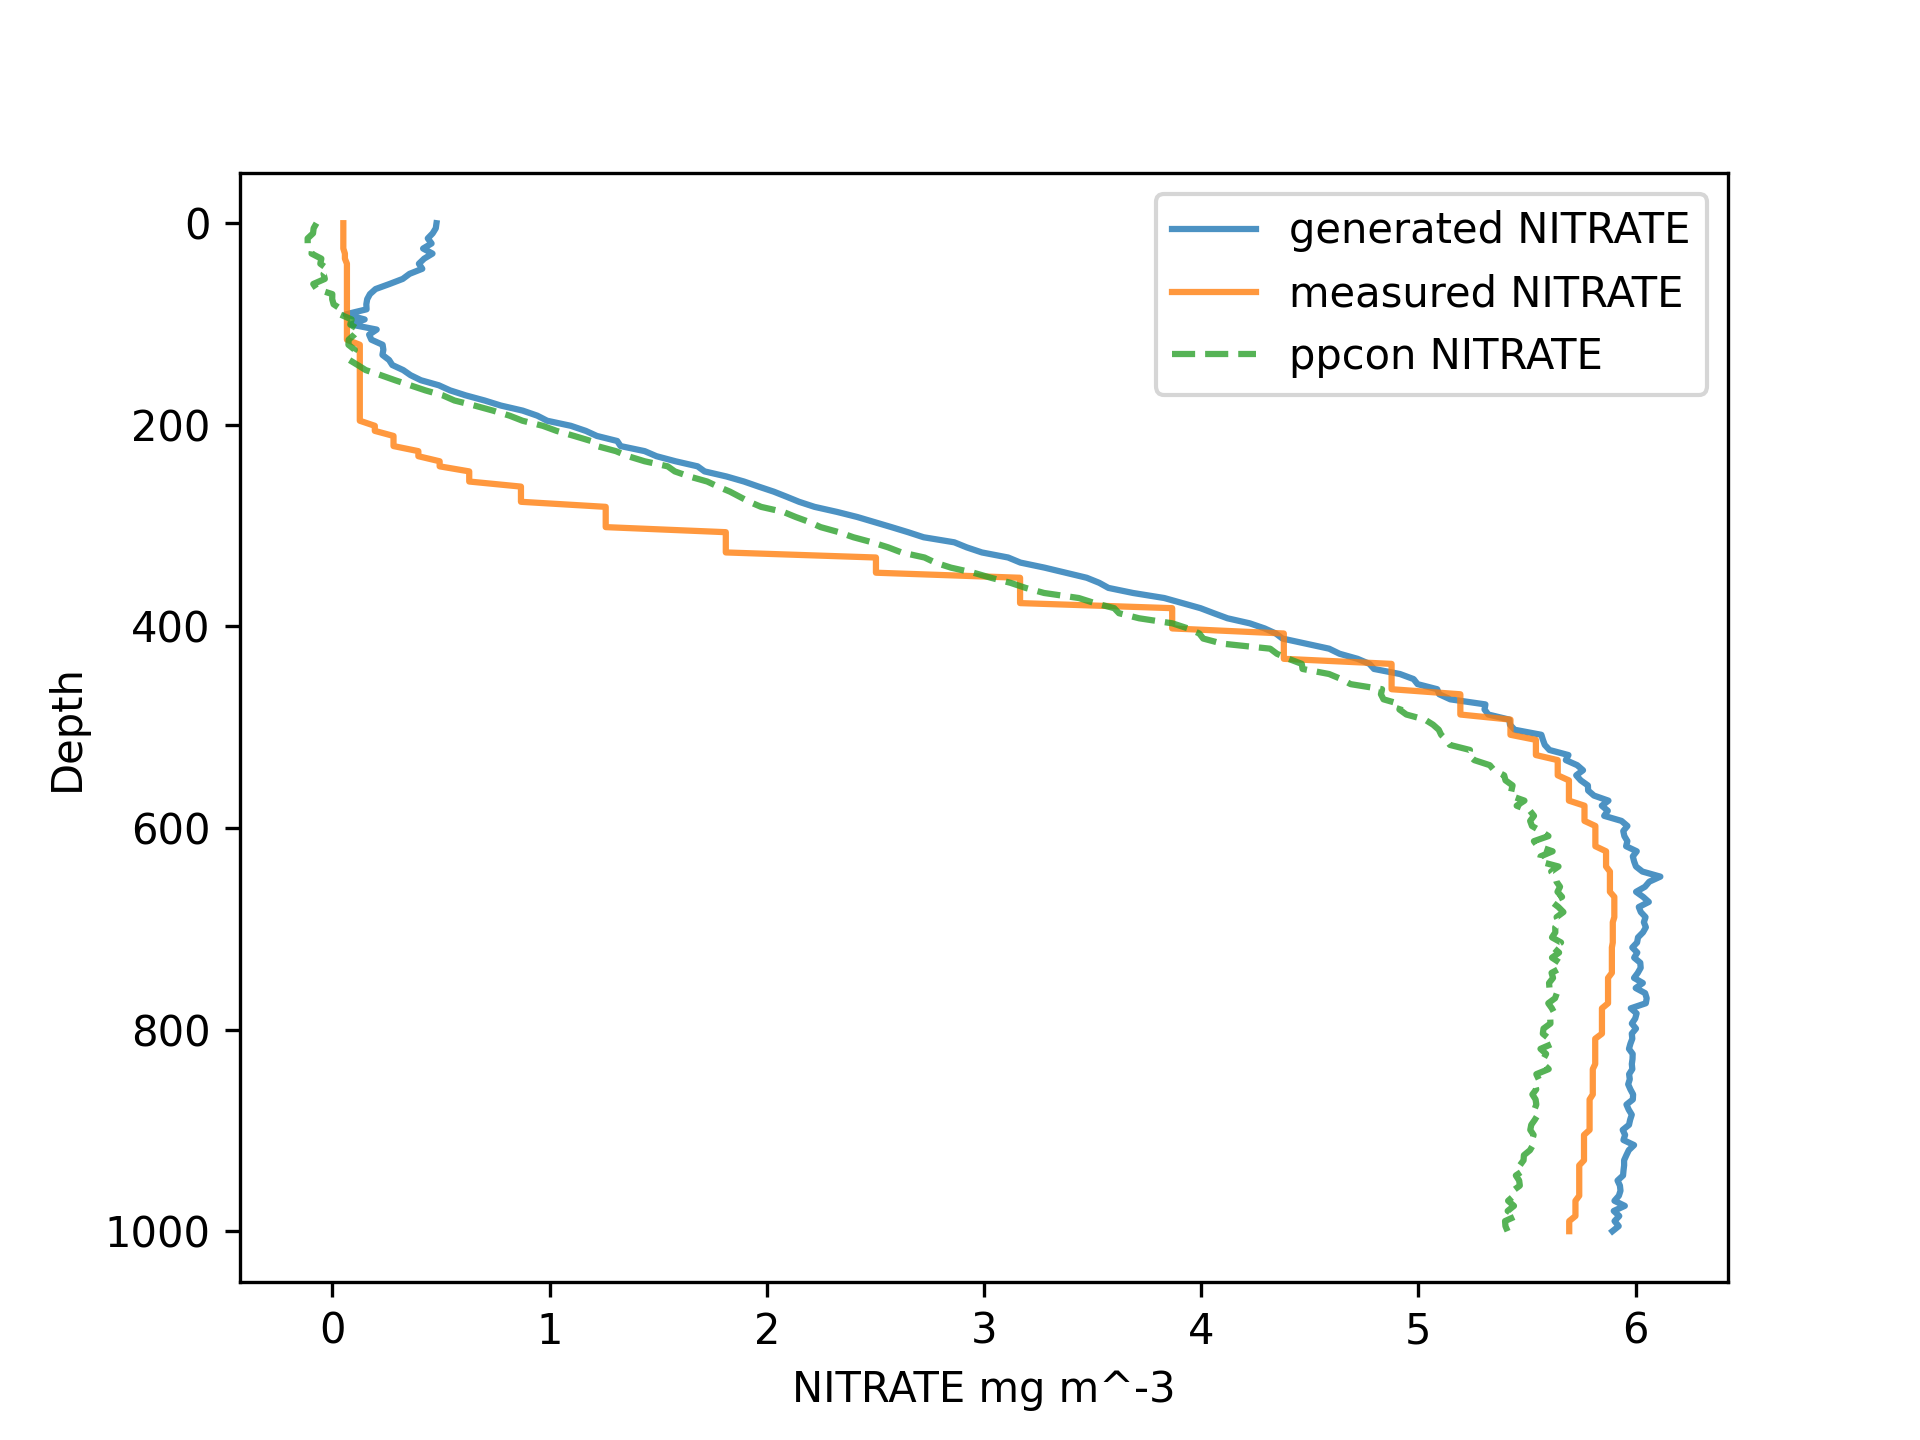 generated NITRATE
measured NITRATE
ppcon NITRATE
0
200
400
600
800
1000
Depth
0 1 2 3 4 5 6
NITRATE mg m^-3